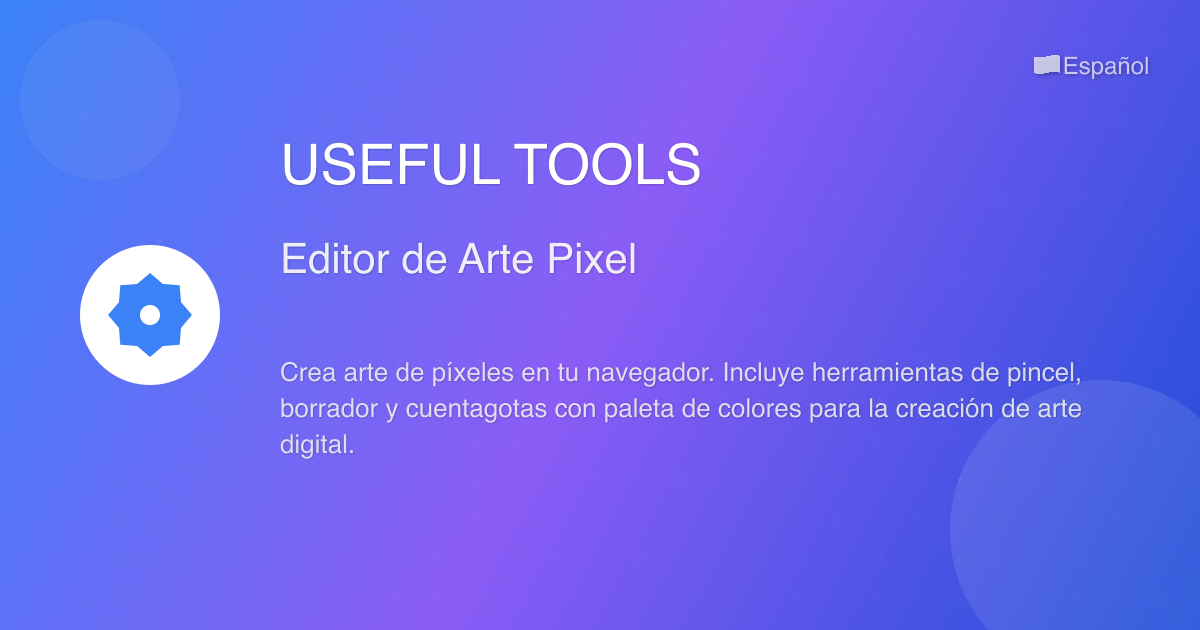 Español
USEFUL TOOLS
Editor de Arte Pixel
Crea arte de píxeles en tu navegador. Incluye herramientas de pincel,
borrador y cuentagotas con paleta de colores para la creación de arte
digital.